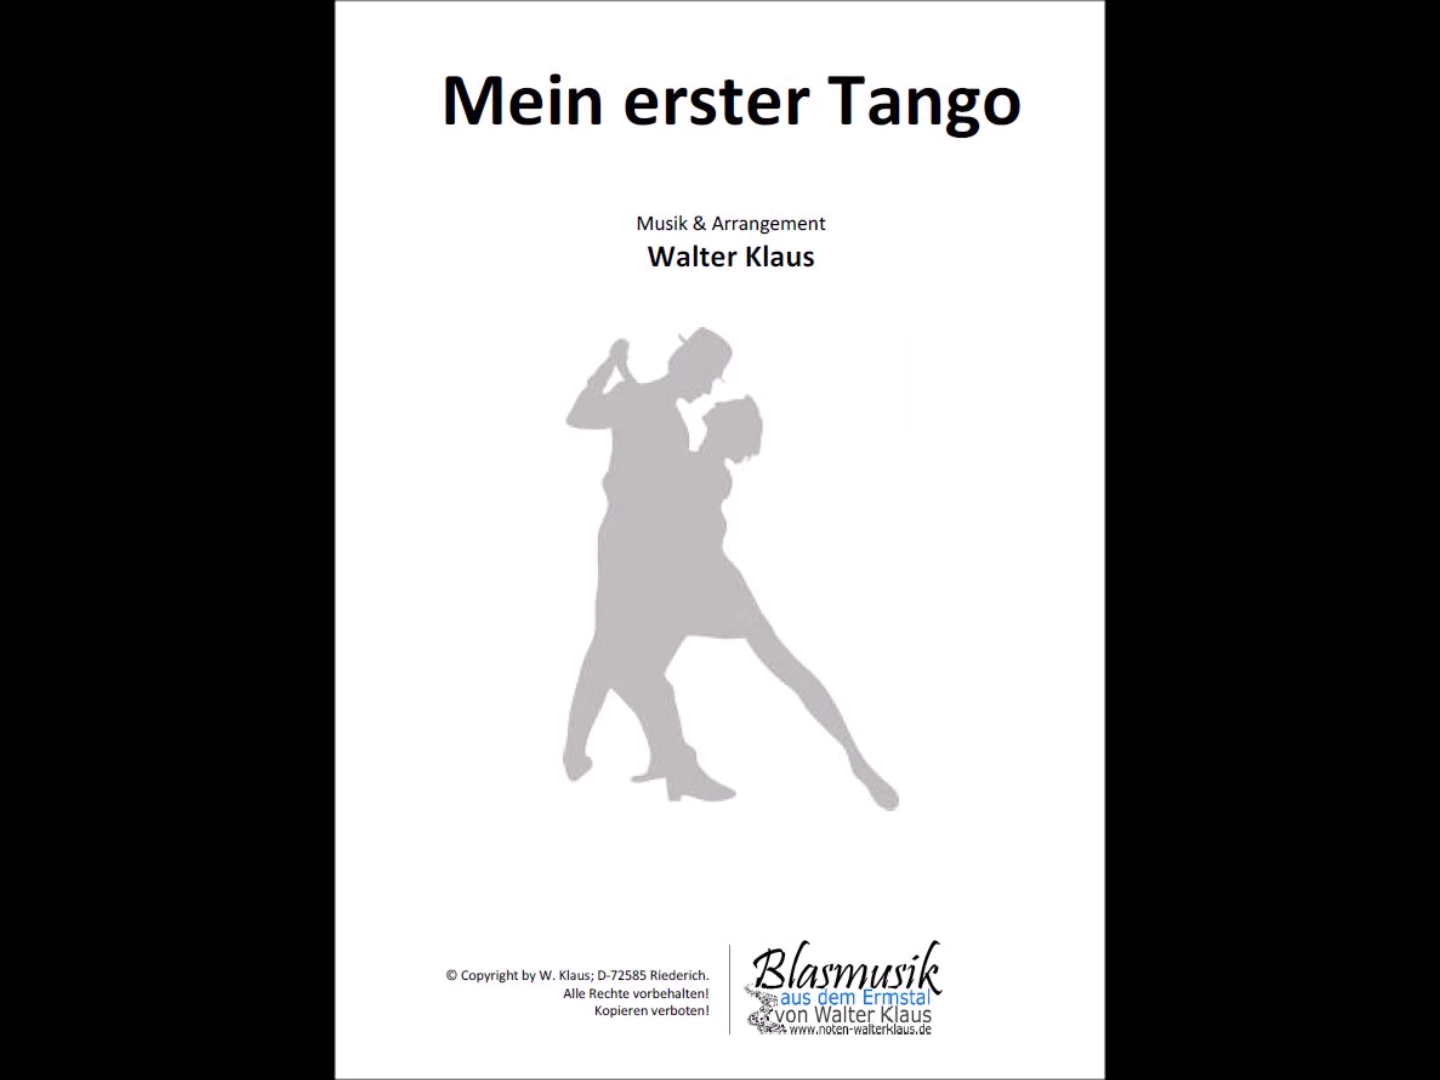 Mein erster Tango
Musik & Arrangement
Walter Klaus
© Copyright by W. Klaus; D-72585 Riederich.
Alle Rechte vorbehalten!
Kopieren verboten!
Blasmusik
aus dem Ermstal
von Walter Klaus
www.noten-walterklaus.de